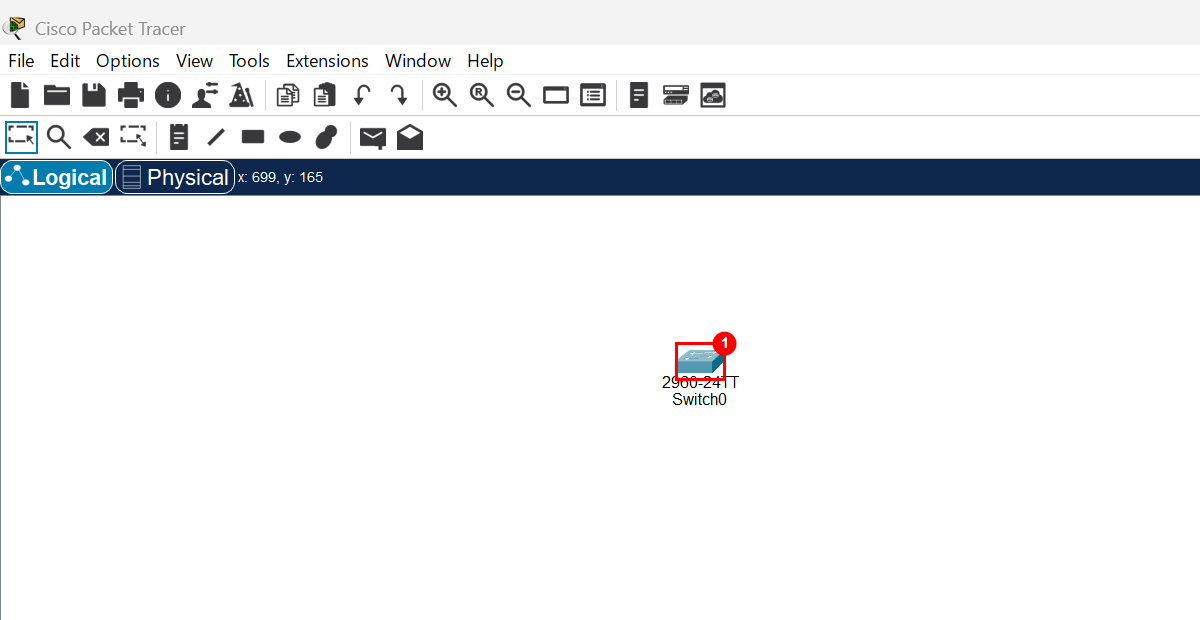 Cisco Packet Tracer
File Edit Options View Tools Extensions Window Help
Logical Physical x: 699, y: 165
1
2960-24TT
Switch0